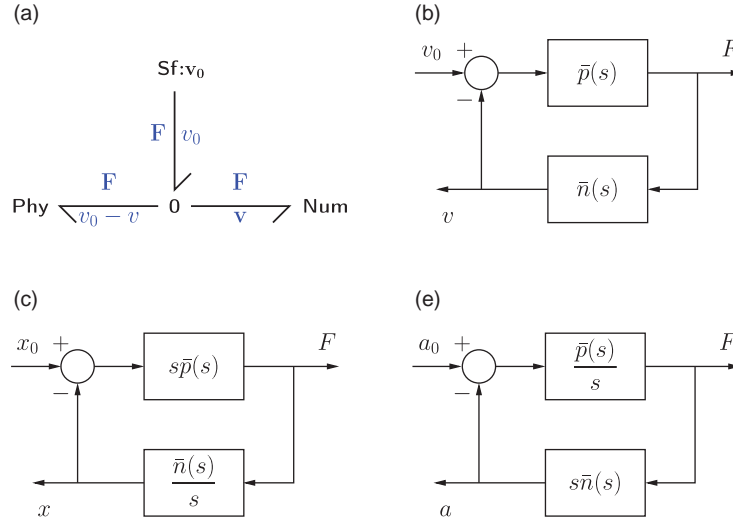 (a)
Sf:v₀
F v₀
F F
Phy 0 Num
v₀ − v v
(b)
v₀ + p̄(s) F
−
n̄(s)
v
(c)
x₀ + sp̄(s) F
−
n̄(s)
s
x
(e)
a₀ + p̄(s) F
s
−
sn̄(s)
a